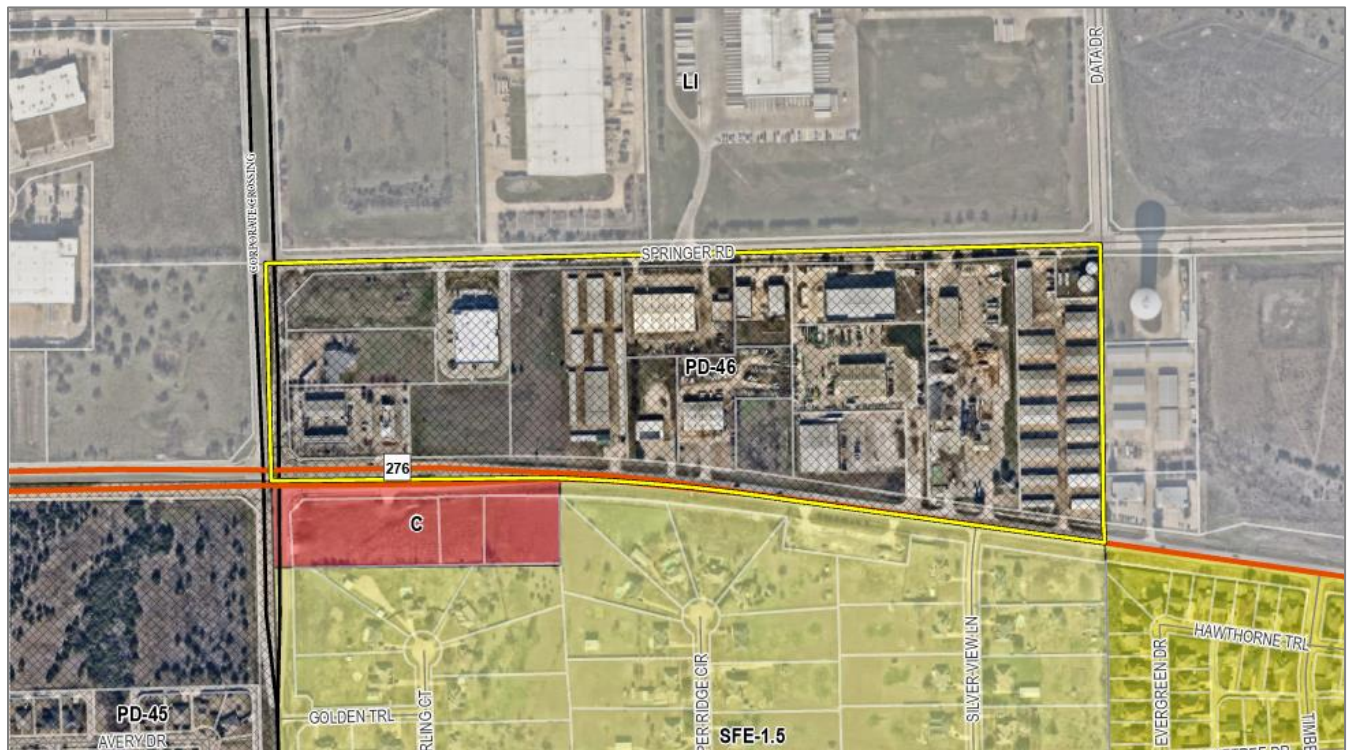 LI
DATA DR
CORPORATE CROSSING
SPRINGER RD
PD-46
276
C
SILVER VIEW LN
HAWTHORNE TRL
EVERGREEN DR
PD-45
GOLDEN TRL
AVERY DR
SFE-1.5